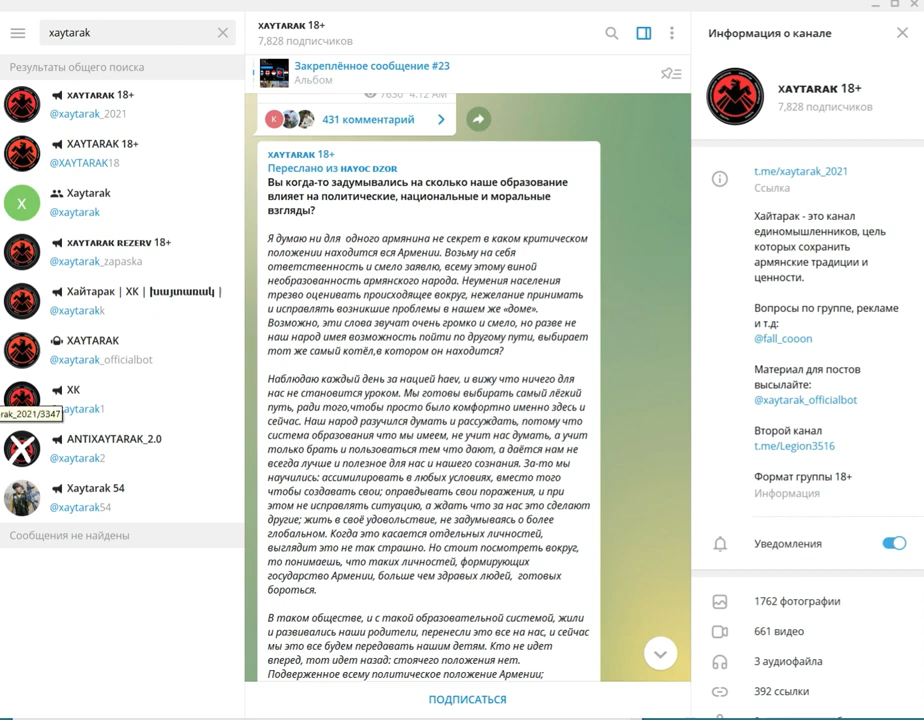 xaytarak
Результаты общего поиска
XAYTARAK 18+
@xaytarak_2021
XAYTARAK 18+
@XAYTARAK18
X
Xaytarak
@xaytarak
XAYTARAK REZERV 18+
@xaytarak_zapaska
Хайтарак | ХК | խայտառակ |
@xaytarakk
XAYTARAK
@xaytarak_officialbot
ХК
aytarak1
rak_2021/3347
ANTIXAYTARAK_2.0
@xaytarak2
Xaytarak 54
@xaytarak54
Сообщения не найдены
XAYTARAK 18+
7,828 подписчиков
Закреплённое сообщение #23
Альбом
7630 4:12 AM
К
431 комментарий
XAYTARAK 18+
Переслано из HAYOC DZOR
Вы когда-то задумывались на сколько наше образование
влияет на политические, национальные и моральные
взгляды?
Я думаю ни для одного армянина не секрет в каком критическом
положении находится вся Армении. Возьму на себя
ответственность и смело заявлю, всему этому виной
необразованность армянского народа. Неумения населения
трезво оценивать происходящее вокруг, нежелание принимать
и исправлять возникшие проблемы в нашем же «доме».
Возможно, эти слова звучат очень громко и смело, но разве не
наш народ имея возможность пойти по другому пути, выбирает
тот же самый котёл,в котором он находится?
Наблюдаю каждый день за нацией haev, и вижу что ничего для
нас не становится уроком. Мы готовы выбирать самый лёгкий
путь, ради того,чтобы просто было комфортно именно здесь и
сейчас. Наш народ разучился думать и рассуждать, потому что
система образования что мы имеем, не учит нас думать, а учит
только брать и пользоваться тем что дают, а даётся нам не
всегда лучше и полезное для нас и нашего сознания. За-то мы
научились: ассимилировать в любых условиях, вместо того
чтобы создавать свои; оправдывать свои поражения, и при
этом не исправлять ситуацию, а ждать что за нас это сделают
другие; жить в своё удовольствие, не задумываясь о более
глобальном. Когда это касается отдельных личностей,
выглядит это не так страшно. Но стоит посмотреть вокруг,
то понимаешь, что таких личностей, формирующих
государство Армении, больше чем здравых людей, готовых
бороться.
В таком обществе, и с такой образовательной системой, жили
и развивались наши родители, перенесли это все на нас, и сейчас
мы это все будем передавать нашим детям. Кто не идет
вперед, тот идет назад: стоячего положения нет.
Подверженное всему политическое положение Армении;
ПОДПИСАТЬСЯ
Информация о канале
XAYTARAK 18+
7,828 подписчиков
t.me/xaytarak_2021
Ссылка
Хайтарак - это канал
единомышленников, цель
которых сохранить
армянские традиции и
ценности.
Вопросы по группе, рекламе
и т.д:
@fall_cooon
Материал для постов
высылайте:
@xaytarak_officialbot
Второй канал
t.me/Legion3516
Формат группы 18+
Информация
Уведомления
1762 фотографии
661 видео
3 аудиофайла
392 ссылки